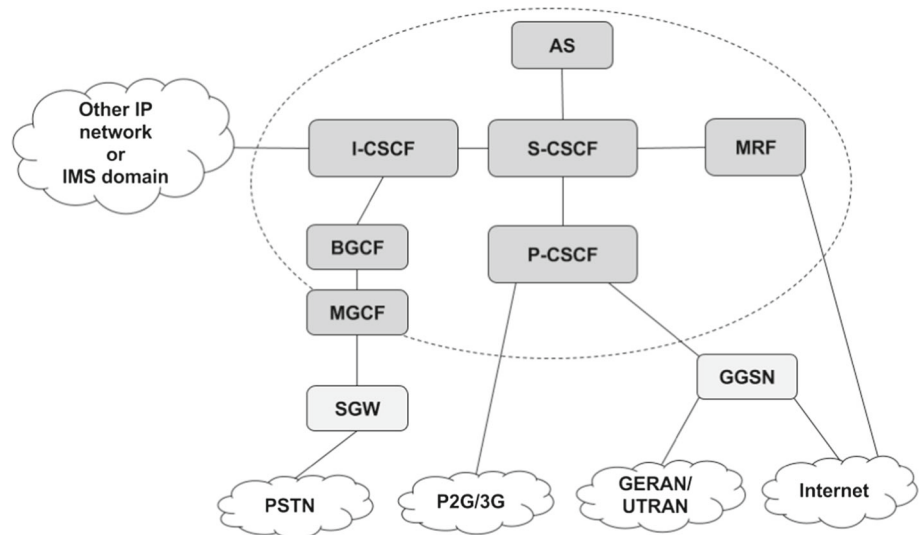 AS
Other IP
network
or
IMS domain
I-CSCF
S-CSCF
MRF
BGCF
P-CSCF
MGCF
GGSN
SGW
PSTN
P2G/3G
GERAN/
UTRAN
Internet